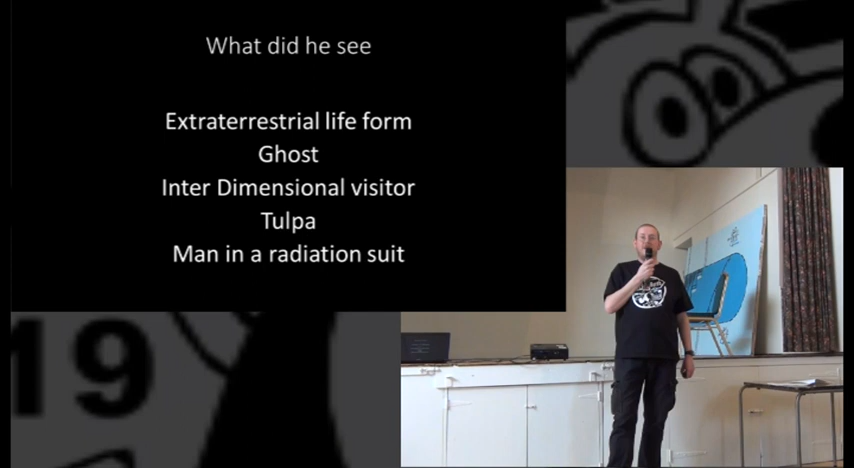 What did he see
Extraterrestrial life form
Ghost
Inter Dimensional visitor
Tulpa
Man in a radiation suit
19